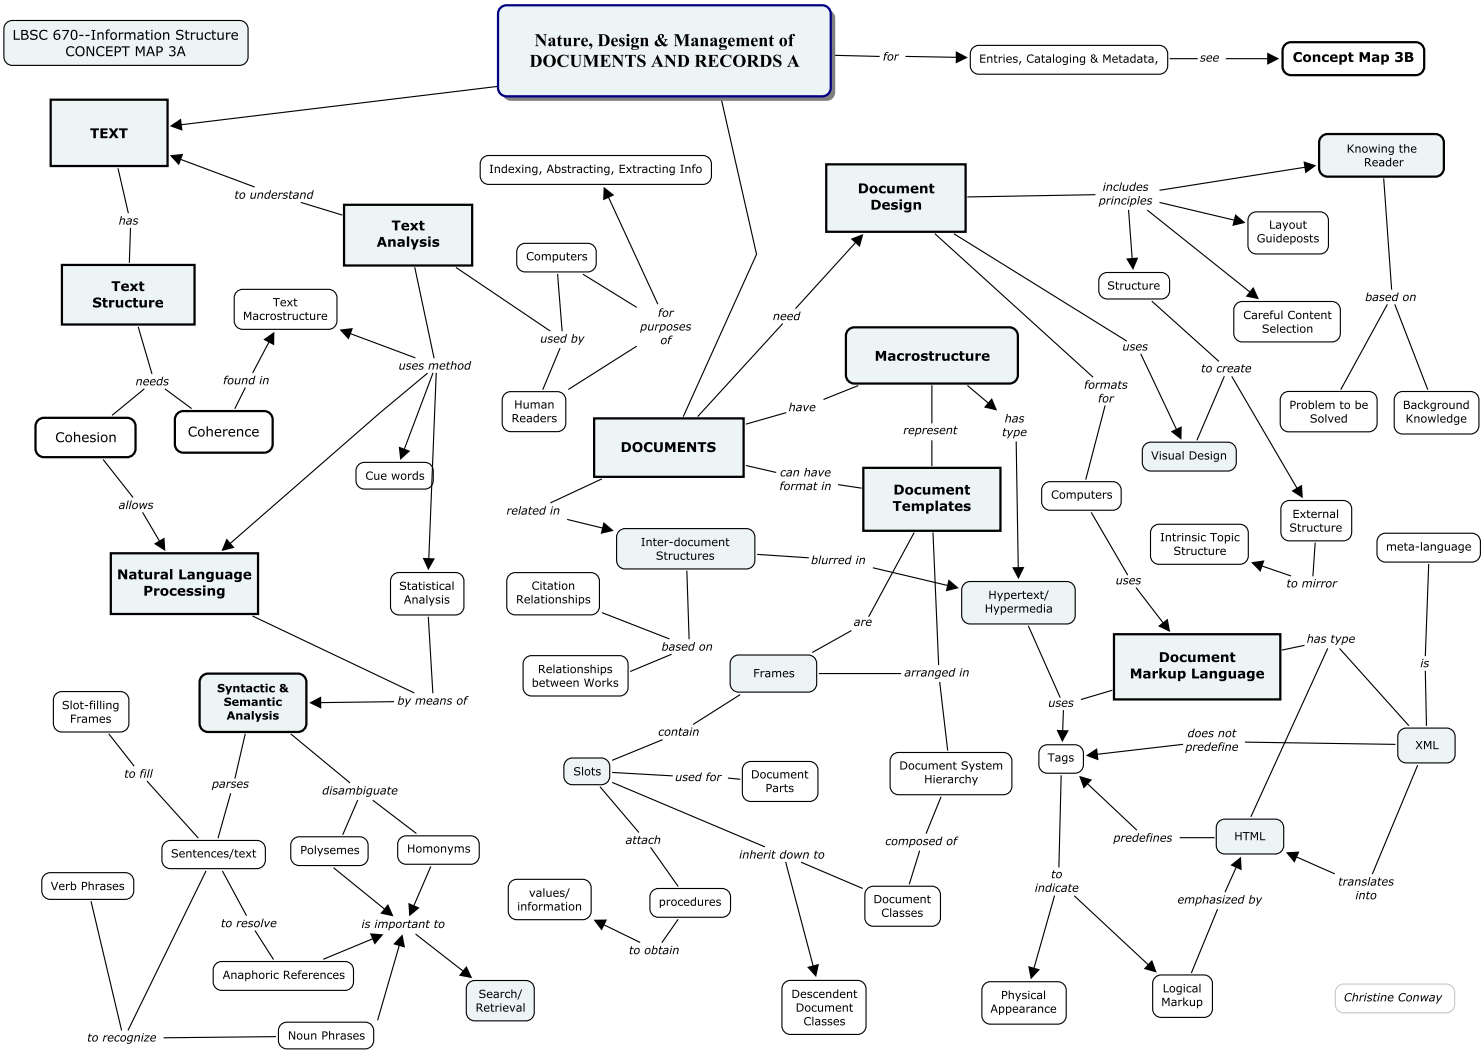 LBSC 670--Information Structure
CONCEPT MAP 3A
Nature, Design & Management of
DOCUMENTS AND RECORDS A
for
Entries, Cataloging & Metadata,
see
Concept Map 3B
TEXT
to understand
has
Text
Analysis
Text
Structure
Indexing, Abstracting, Extracting Info
Computers
for
purposes
of
used by
Human
Readers
Text
Macrostructure
uses method
needs
found in
Cohesion
Coherence
Cue words
allows
Natural Language
Processing
Statistical
Analysis
by means of
Document
Design
includes
principles
Knowing the
Reader
Layout
Guideposts
Structure
Careful Content
Selection
based on
Problem to be
Solved
Background
Knowledge
need
uses
to create
formats
for
Visual Design
Macrostructure
have
represent
has
type
DOCUMENTS
can have
format in
Document
Templates
Computers
External
Structure
Intrinsic Topic
Structure
to mirror
meta-language
related in
Inter-document
Structures
blurred in
Hypertext/
Hypermedia
uses
Citation
Relationships
based on
Relationships
between Works
are
Frames
arranged in
Document
Markup Language
has type
is
uses
Tags
does not
predefine
XML
predefines
HTML
translates
into
emphasized by
to
indicate
Physical
Appearance
Logical
Markup
Syntactic &
Semantic
Analysis
Slot-filling
Frames
to fill
parses
disambiguate
Sentences/text
Polysemes
Homonyms
Verb Phrases
to resolve
is important to
Anaphoric References
Search/
Retrieval
to recognize
Noun Phrases
contain
Slots
used for
Document
Parts
Document System
Hierarchy
attach
inherit down to
composed of
values/
information
procedures
Document
Classes
to obtain
Descendent
Document
Classes
Christine Conway